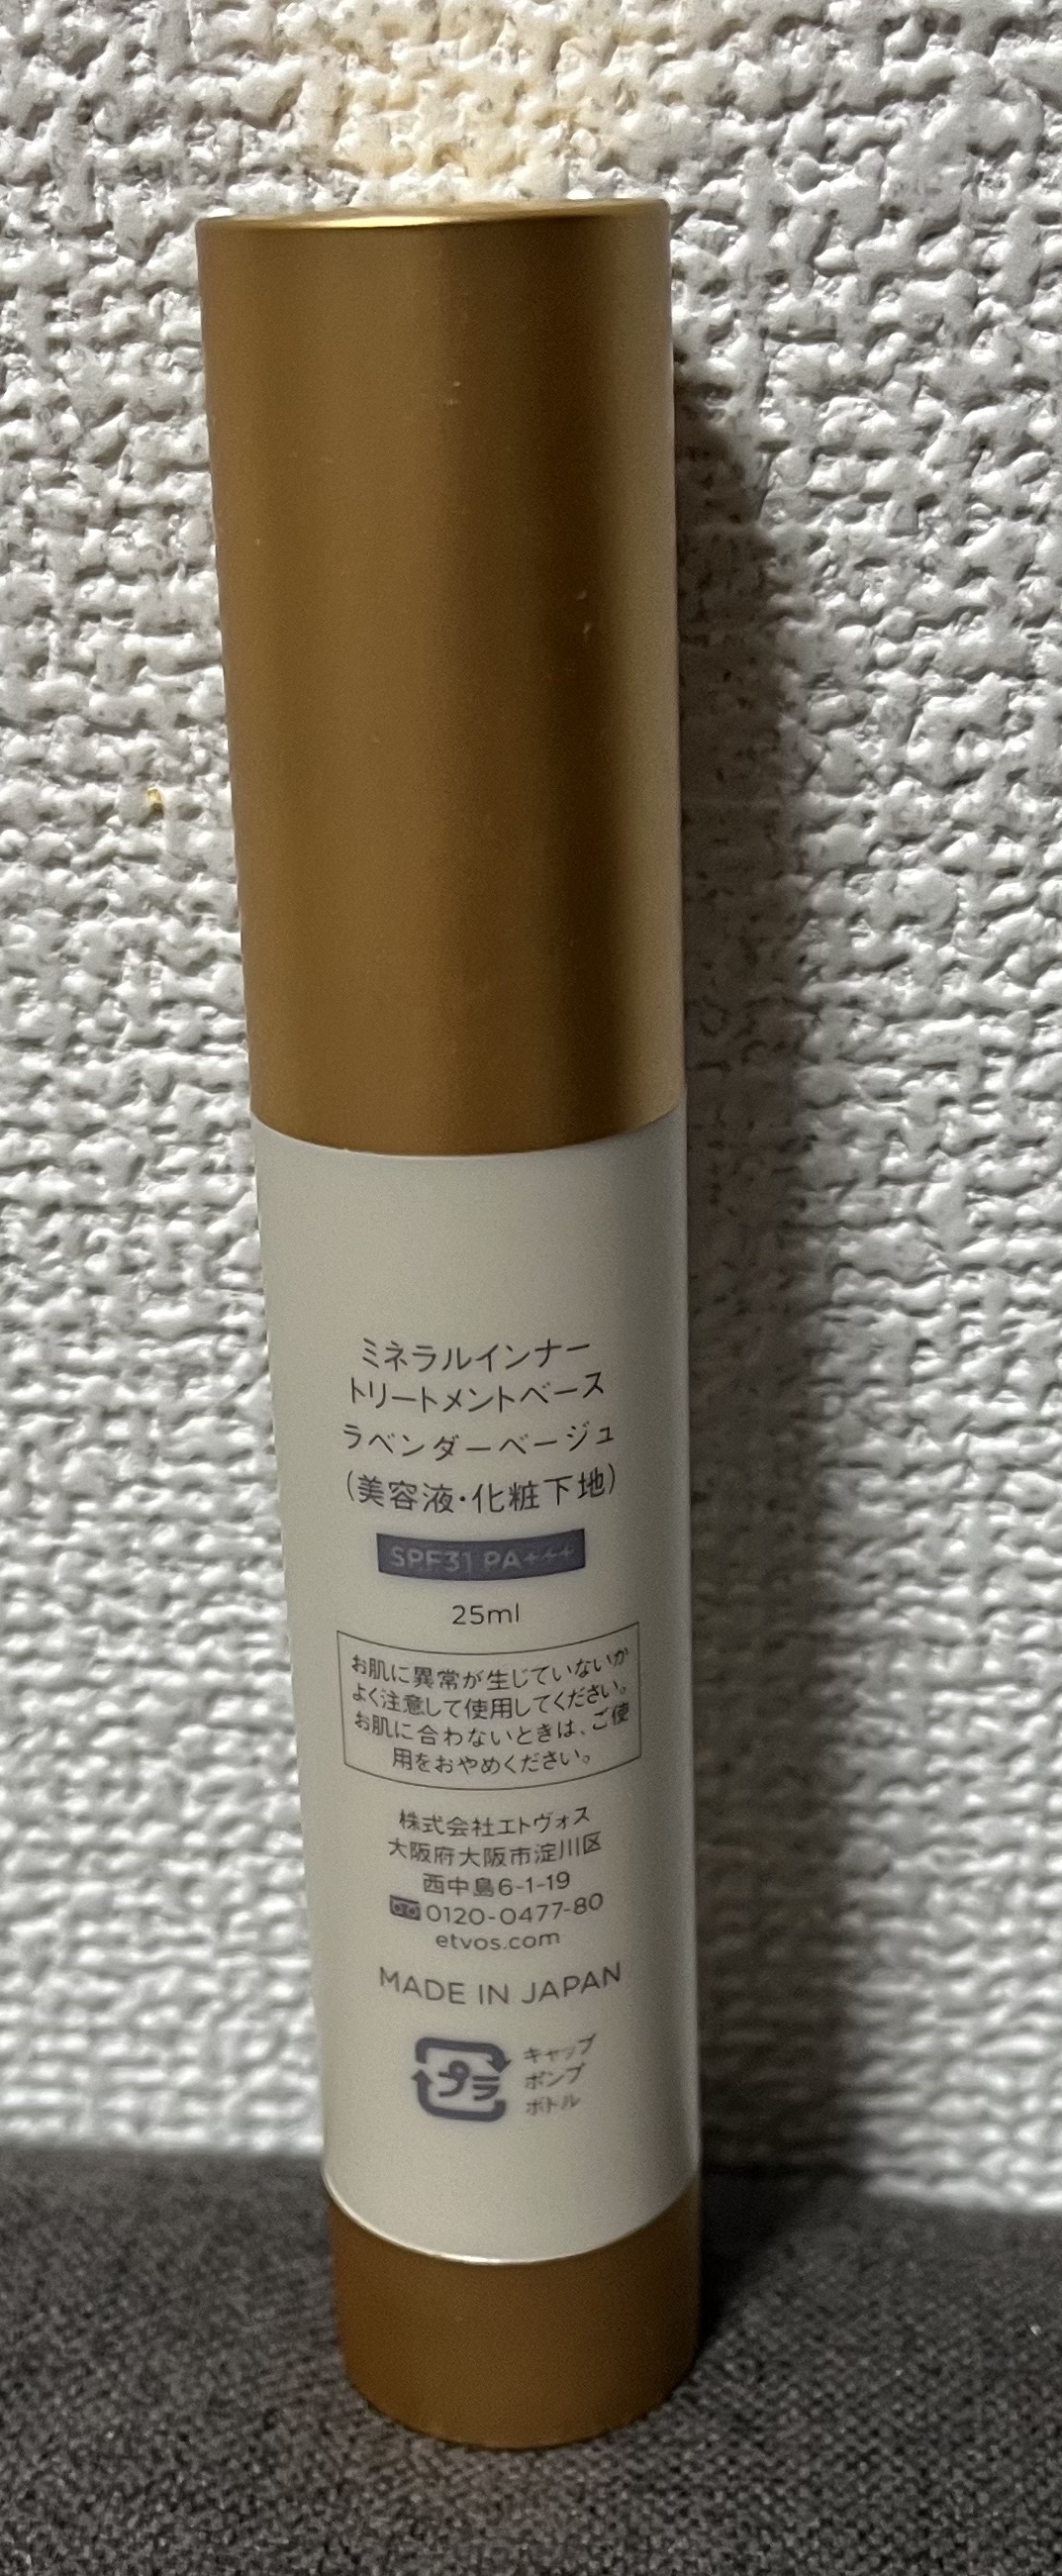 ミネラルインナー
トリートメントベース
ラベンダーベージュ
(美容液・化粧下地)
SPF31 PA+++
25ml
お肌に異常が生じていないか
よく注意して使用してください。
お肌に合わないときは、ご使
用をおやめください。
株式会社エトヴォス
大阪府大阪市淀川区
西中島6-1-19
0120-0477-80
etvos.com
MADE IN JAPAN
プラ
キャップ
ポンプ
ボトル